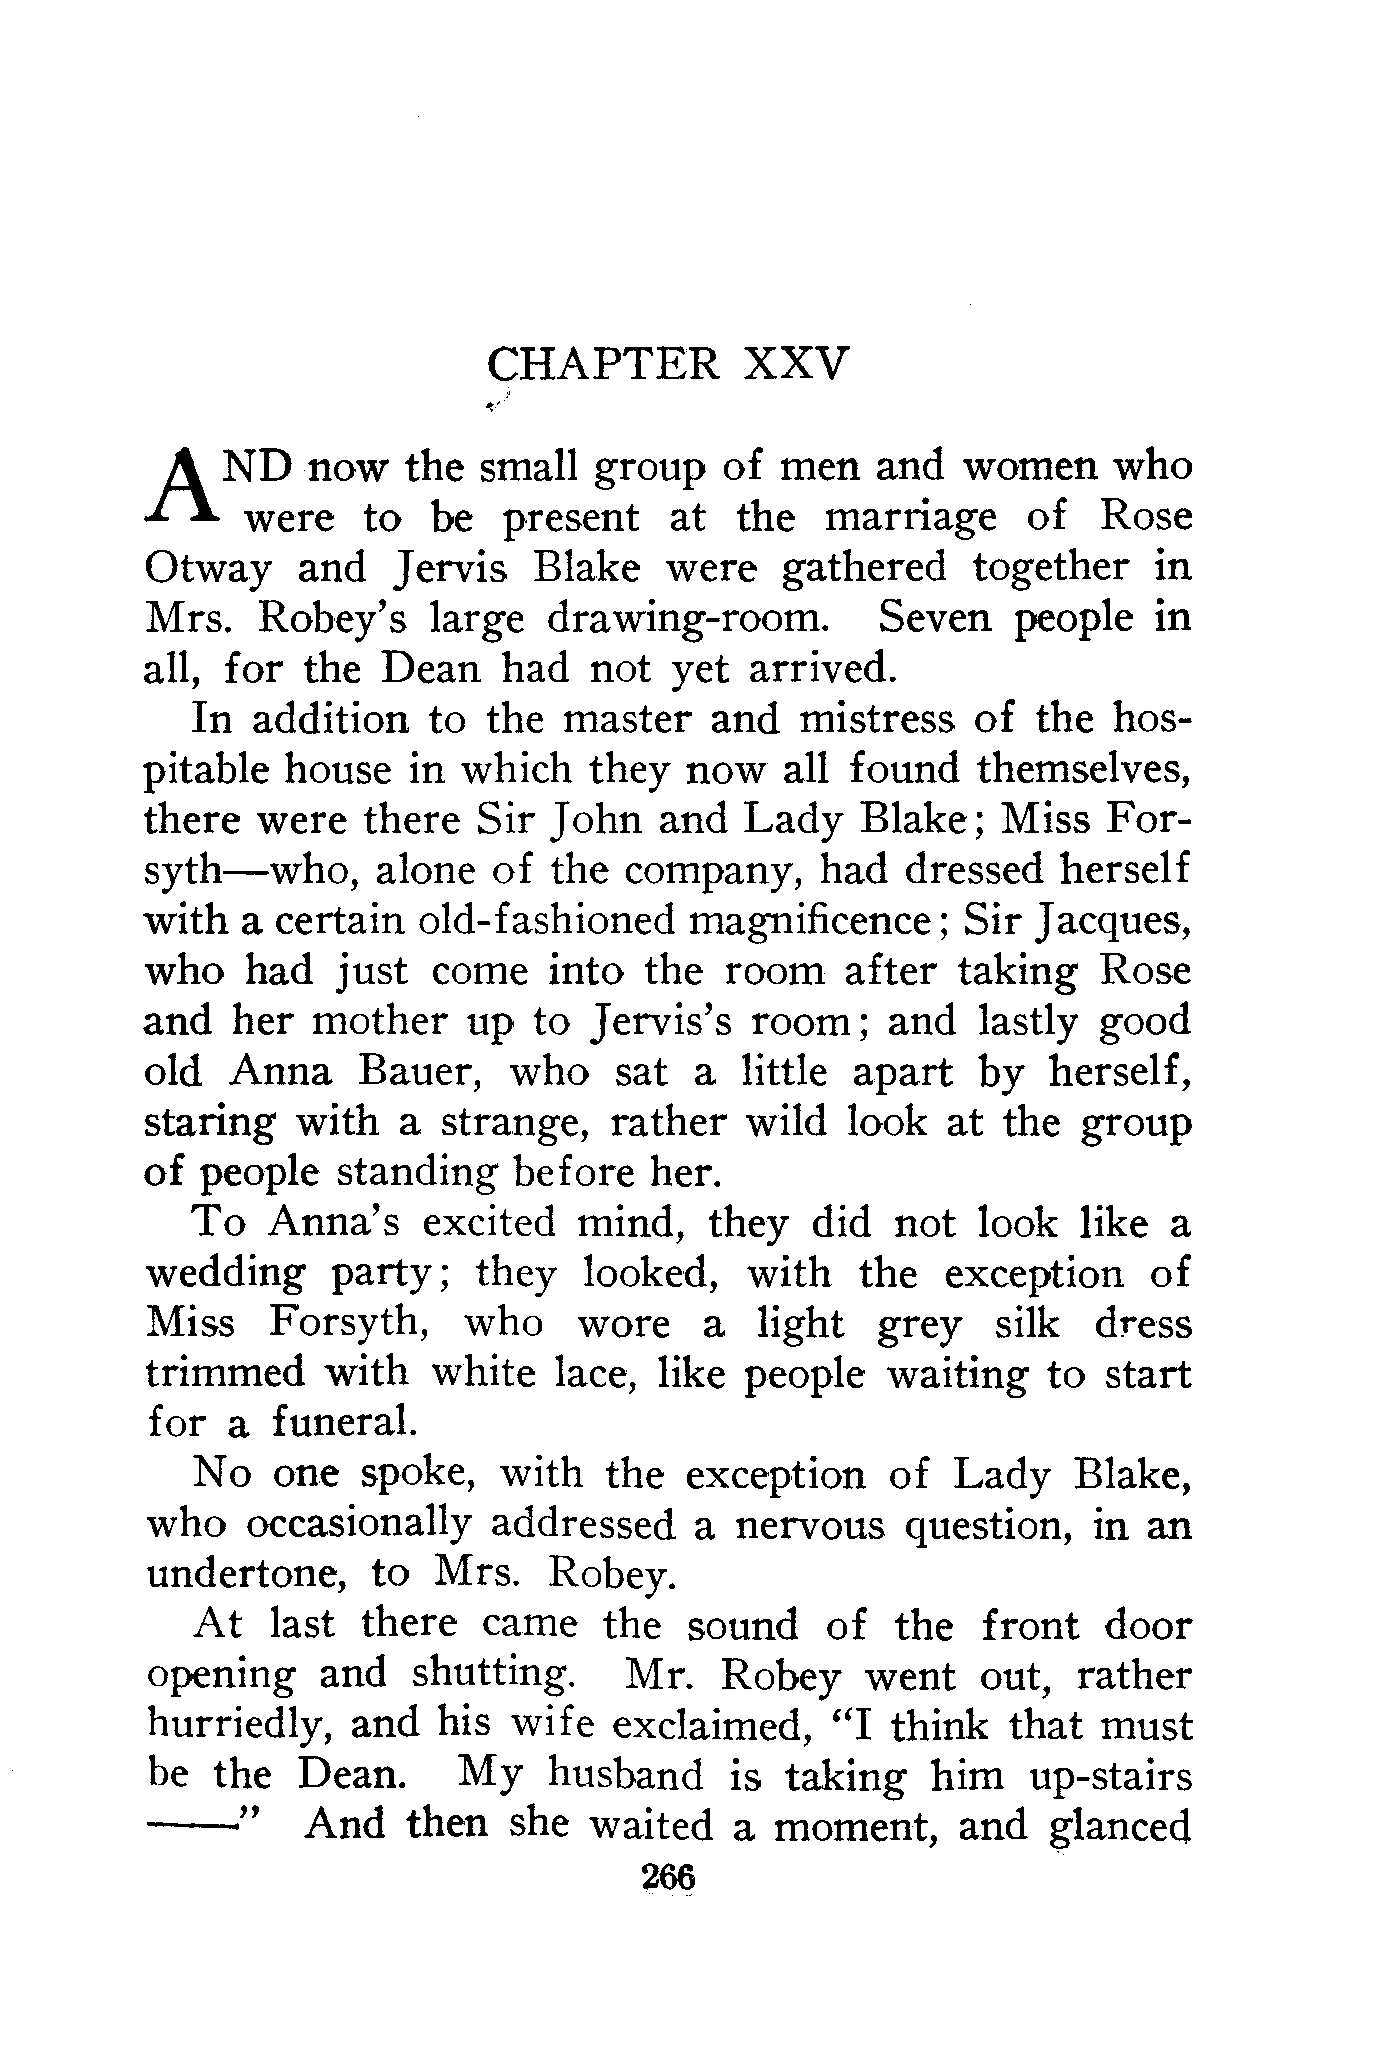 CHAPTER XXV
AND now the small group of men and women who
were to be present at the marriage of Rose
Otway and Jervis Blake were gathered together in
Mrs. Robey's large drawing-room. Seven people in
all, for the Dean had not yet arrived.
In addition to the master and mistress of the hos-
pitable house in which they now all found themselves,
there were there Sir John and Lady Blake; Miss For-
syth—who, alone of the company, had dressed herself
with a certain old-fashioned magnificence; Sir Jacques,
who had just come into the room after taking Rose
and her mother up to Jervis's room; and lastly good
old Anna Bauer, who sat a little apart by herself,
staring with a strange, rather wild look at the group
of people standing before her.
To Anna's excited mind, they did not look like a
wedding party; they looked, with the exception of
Miss Forsyth, who wore a light grey silk dress
trimmed with white lace, like people waiting to start
for a funeral.
No one spoke, with the exception of Lady Blake,
who occasionally addressed a nervous question, in an
undertone, to Mrs. Robey.
At last there came the sound of the front door
opening and shutting. Mr. Robey went out, rather
hurriedly, and his wife exclaimed, "I think that must
be the Dean. My husband is taking him up-stairs
——" And then she waited a moment, and glanced
266